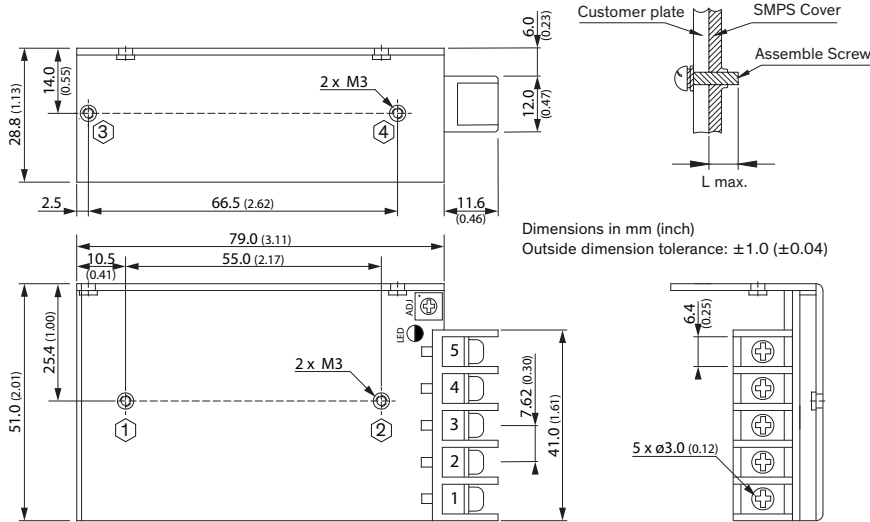 Customer plate
SMPS Cover
Assemble Screw
L max.
6.0 (0.23)
14.0 (0.55)
28.8 (1.13)
2 x M3
12.0 (0.47)
3
4
2.5
66.5 (2.62)
11.6 (0.46)
Dimensions in mm (inch)
Outside dimension tolerance: ±1.0 (±0.04)
79.0 (3.11)
10.5 (0.41)
55.0 (2.17)
ADJ
LED
25.4 (1.00)
51.0 (2.01)
2 x M3
1
2
5
4
3
2
1
7.62 (0.30)
41.0 (1.61)
6.4 (0.25)
5 x ø3.0 (0.12)